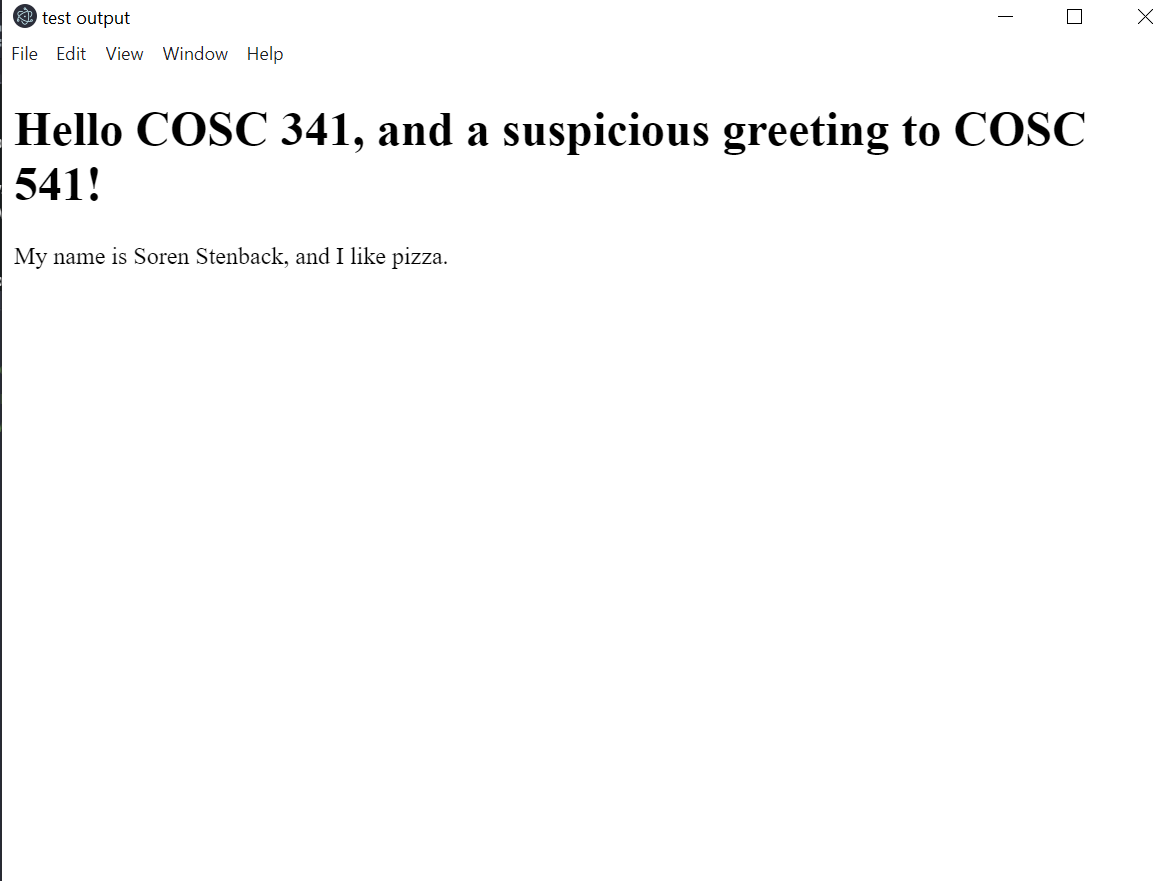 test output
File Edit View Window Help
Hello COSC 341, and a suspicious greeting to COSC
541!
My name is Soren Stenback, and I like pizza.